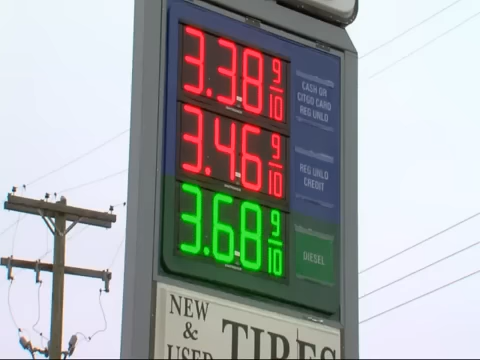 3.38 9/10
CASH OR
CITGO CARD
REG UNLD
3.46 9/10
REG UNLD
CREDIT
3.68 9/10
DIESEL
NEW
&
USED
TIRES